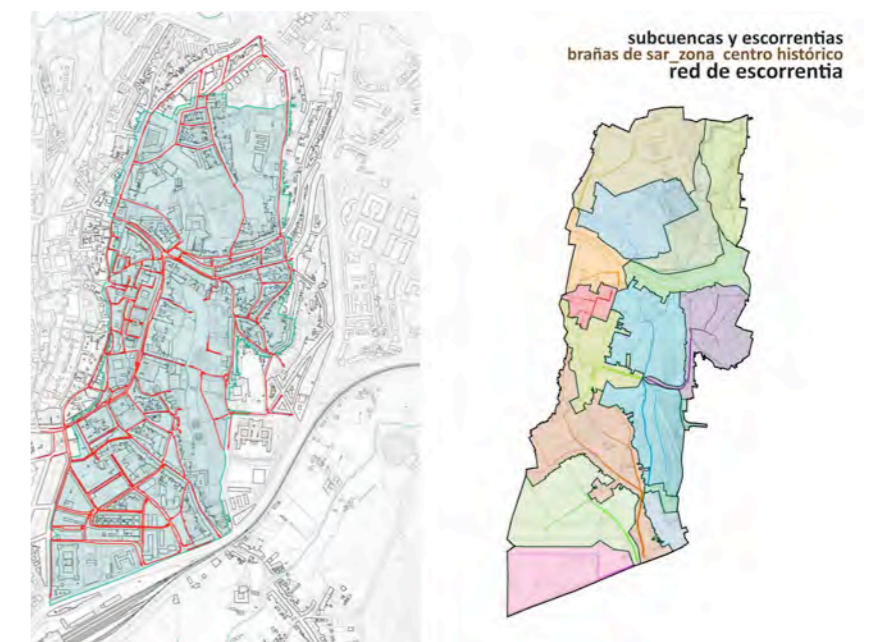 subcuencas y escorrentias
brañas de sar_zona centro histórico
red de escorrentia